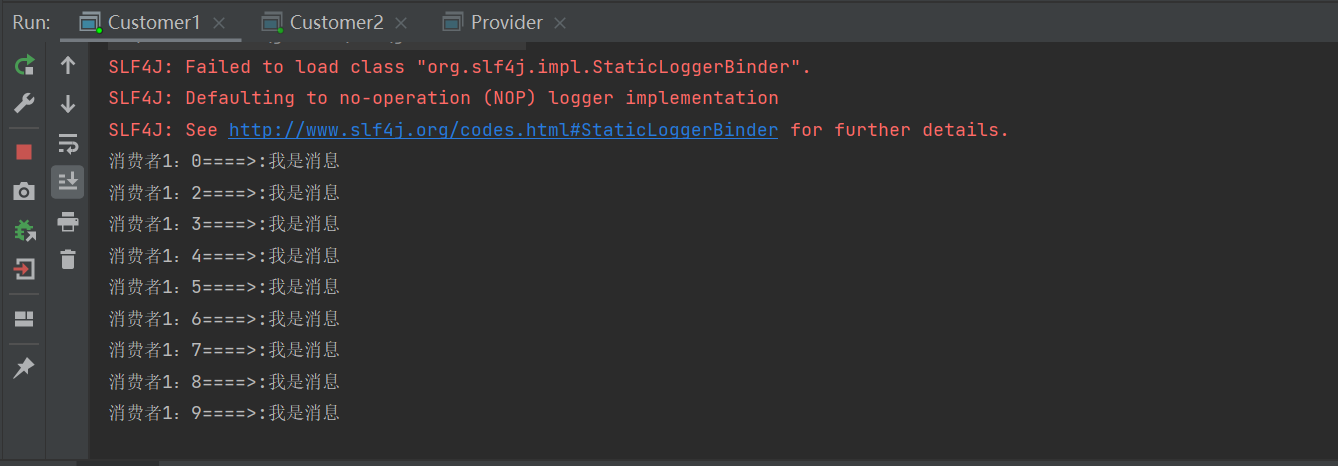 Run: Customer1 Customer2 Provider
SLF4J: Failed to load class "org.slf4j.impl.StaticLoggerBinder".
SLF4J: Defaulting to no-operation (NOP) logger implementation
SLF4J: See http://www.slf4j.org/codes.html#StaticLoggerBinder for further details.
消费者1：0====>:我是消息
消费者1：2====>:我是消息
消费者1：3====>:我是消息
消费者1：4====>:我是消息
消费者1：5====>:我是消息
消费者1：6====>:我是消息
消费者1：7====>:我是消息
消费者1：8====>:我是消息
消费者1：9====>:我是消息